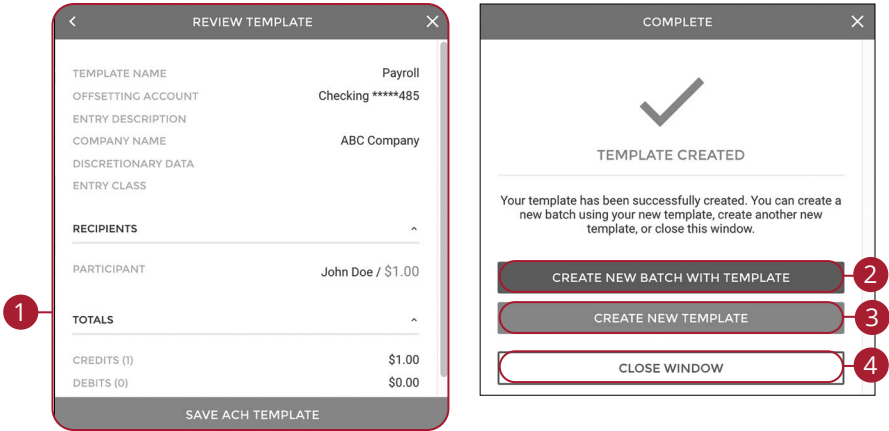 REVIEW TEMPLATE
TEMPLATE NAME Payroll
OFFSETTING ACCOUNT Checking *****485
ENTRY DESCRIPTION
COMPANY NAME ABC Company
DISCRETIONARY DATA
ENTRY CLASS
RECIPIENTS
PARTICIPANT John Doe / $1.00
1
TOTALS
CREDITS (1) $1.00
DEBITS (0) $0.00
SAVE ACH TEMPLATE
COMPLETE
TEMPLATE CREATED
Your template has been successfully created. You can create a
new batch using your new template, create another new
template, or close this window.
CREATE NEW BATCH WITH TEMPLATE 2
CREATE NEW TEMPLATE 3
CLOSE WINDOW 4